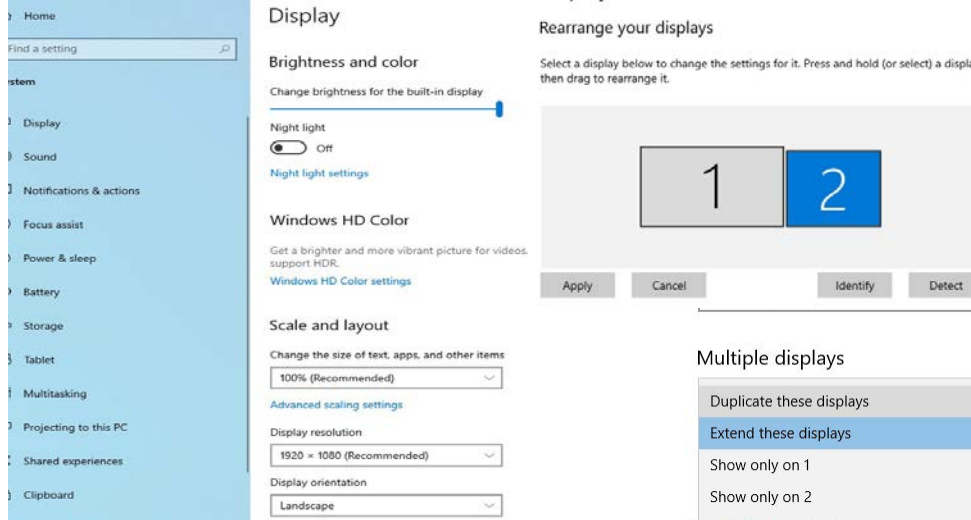 Home
Find a setting
stem
Display
Sound
Notifications & actions
Focus assist
Power & sleep
Battery
Storage
Tablet
Multitasking
Projecting to this PC
Shared experiences
Clipboard
Display
Brightness and color
Change brightness for the built-in display
Night light
Off
Night light settings
Windows HD Color
Get a brighter and more vibrant picture for videos,
support HDR.
Windows HD Color settings
Scale and layout
Change the size of text, apps, and other items
100% (Recommended)
Advanced scaling settings
Display resolution
1920 × 1080 (Recommended)
Display orientation
Landscape
Rearrange your displays
Select a display below to change the settings for it. Press and hold (or select) a displa
then drag to rearrange it.
1
2
Apply
Cancel
Identify
Detect
Multiple displays
Duplicate these displays
Extend these displays
Show only on 1
Show only on 2